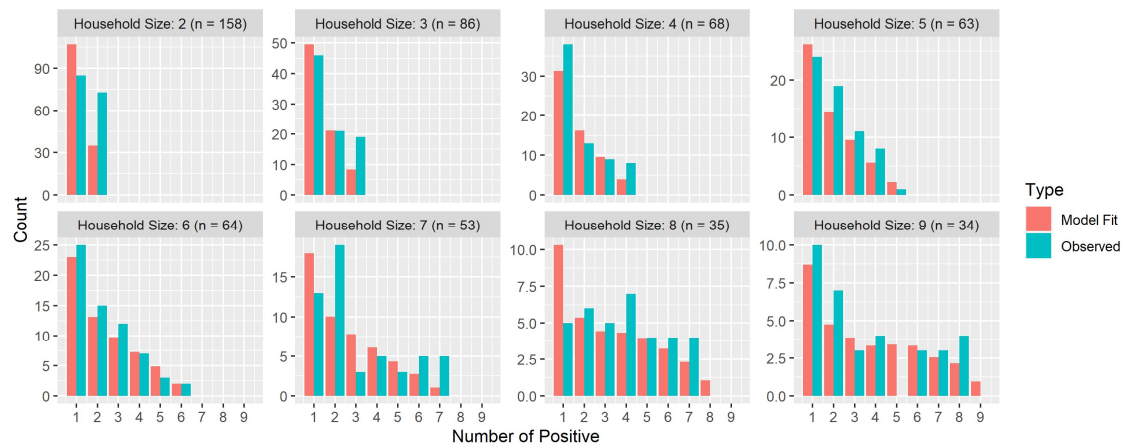 Household Size: 2 (n = 158)
Household Size: 3 (n = 86)
Household Size: 4 (n = 68)
Household Size: 5 (n = 63)
90
60
30
0
50
40
30
20
10
0
30
20
10
0
20
10
0
Household Size: 6 (n = 64)
Household Size: 7 (n = 53)
Household Size: 8 (n = 35)
Household Size: 9 (n = 34)
25
20
15
10
5
0
15
10
5
0
10.0
7.5
5.0
2.5
0.0
10.0
7.5
5.0
2.5
0.0
1 2 3 4 5 6 7 8 9
1 2 3 4 5 6 7 8 9
1 2 3 4 5 6 7 8 9
1 2 3 4 5 6 7 8 9
Count
Number of Positive
Type
Model Fit
Observed